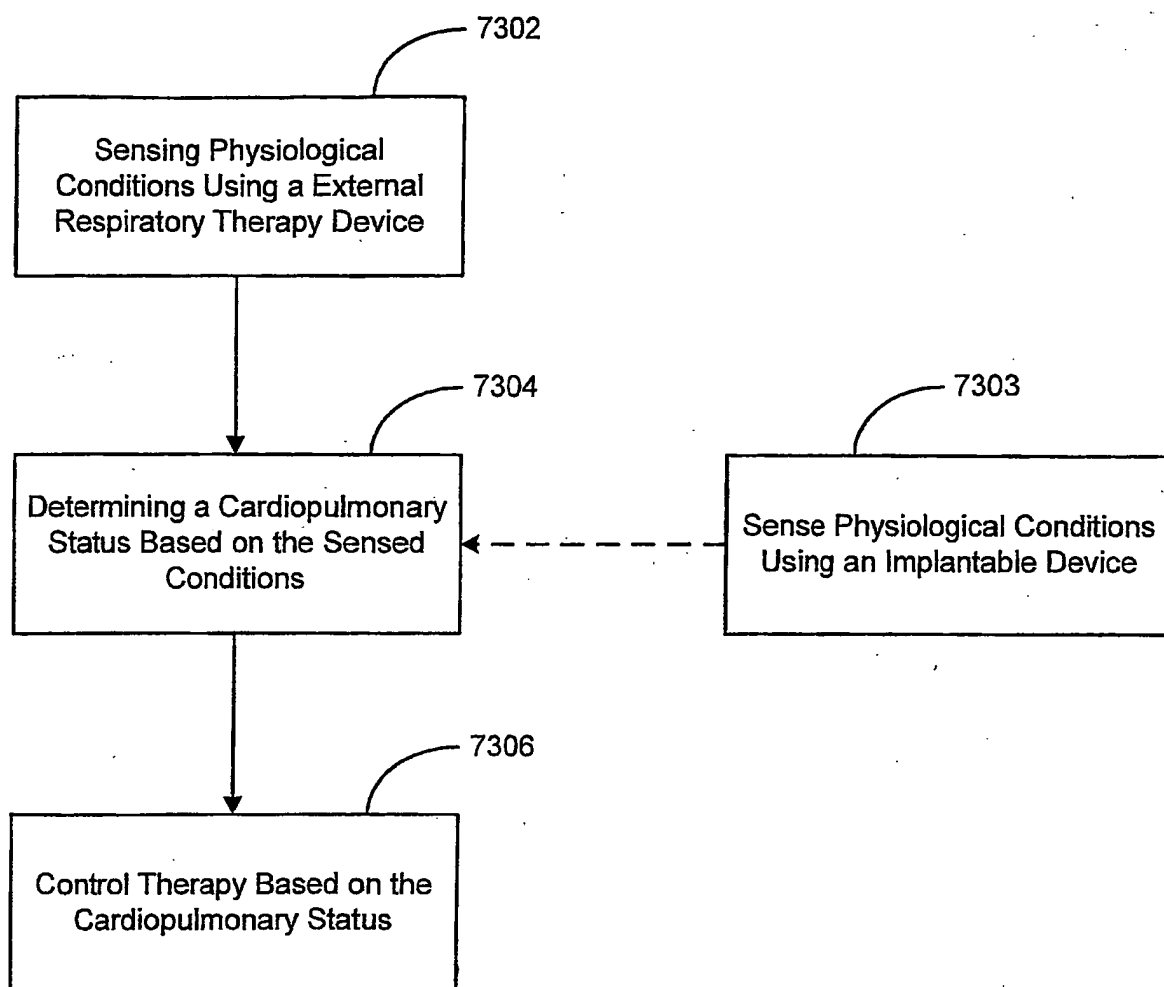 7302
Sensing Physiological
Conditions Using a External
Respiratory Therapy Device
7304
7303
Determining a Cardiopulmonary
Status Based on the Sensed
Conditions
Sense Physiological Conditions
Using an Implantable Device
7306
Control Therapy Based on the
Cardiopulmonary Status